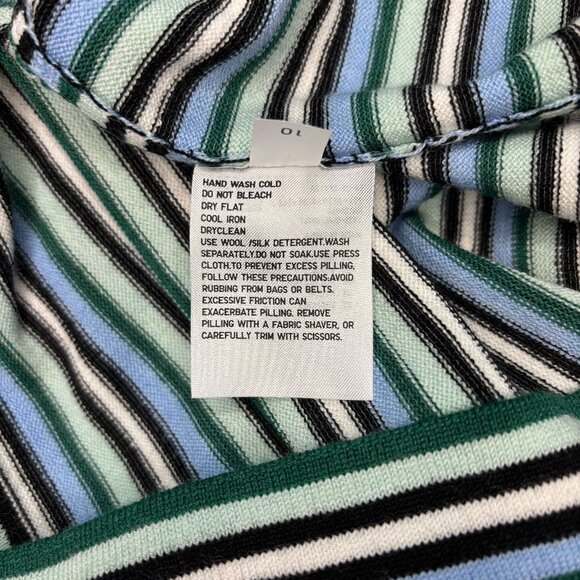 10
HAND WASH COLD
DO NOT BLEACH
DRY FLAT
COOL IRON
DRYCLEAN
USE WOOL /SILK DETERGENT.WASH
SEPARATELY.DO NOT SOAK.USE PRESS
CLOTH.TO PREVENT EXCESS PILLING,
FOLLOW THESE PRECAUTIONS:AVOID
RUBBING FROM BAGS OR BELTS.
EXCESSIVE FRICTION CAN
EXACERBATE PILLING. REMOVE
PILLING WITH A FABRIC SHAVER, OR
CAREFULLY TRIM WITH SCISSORS.